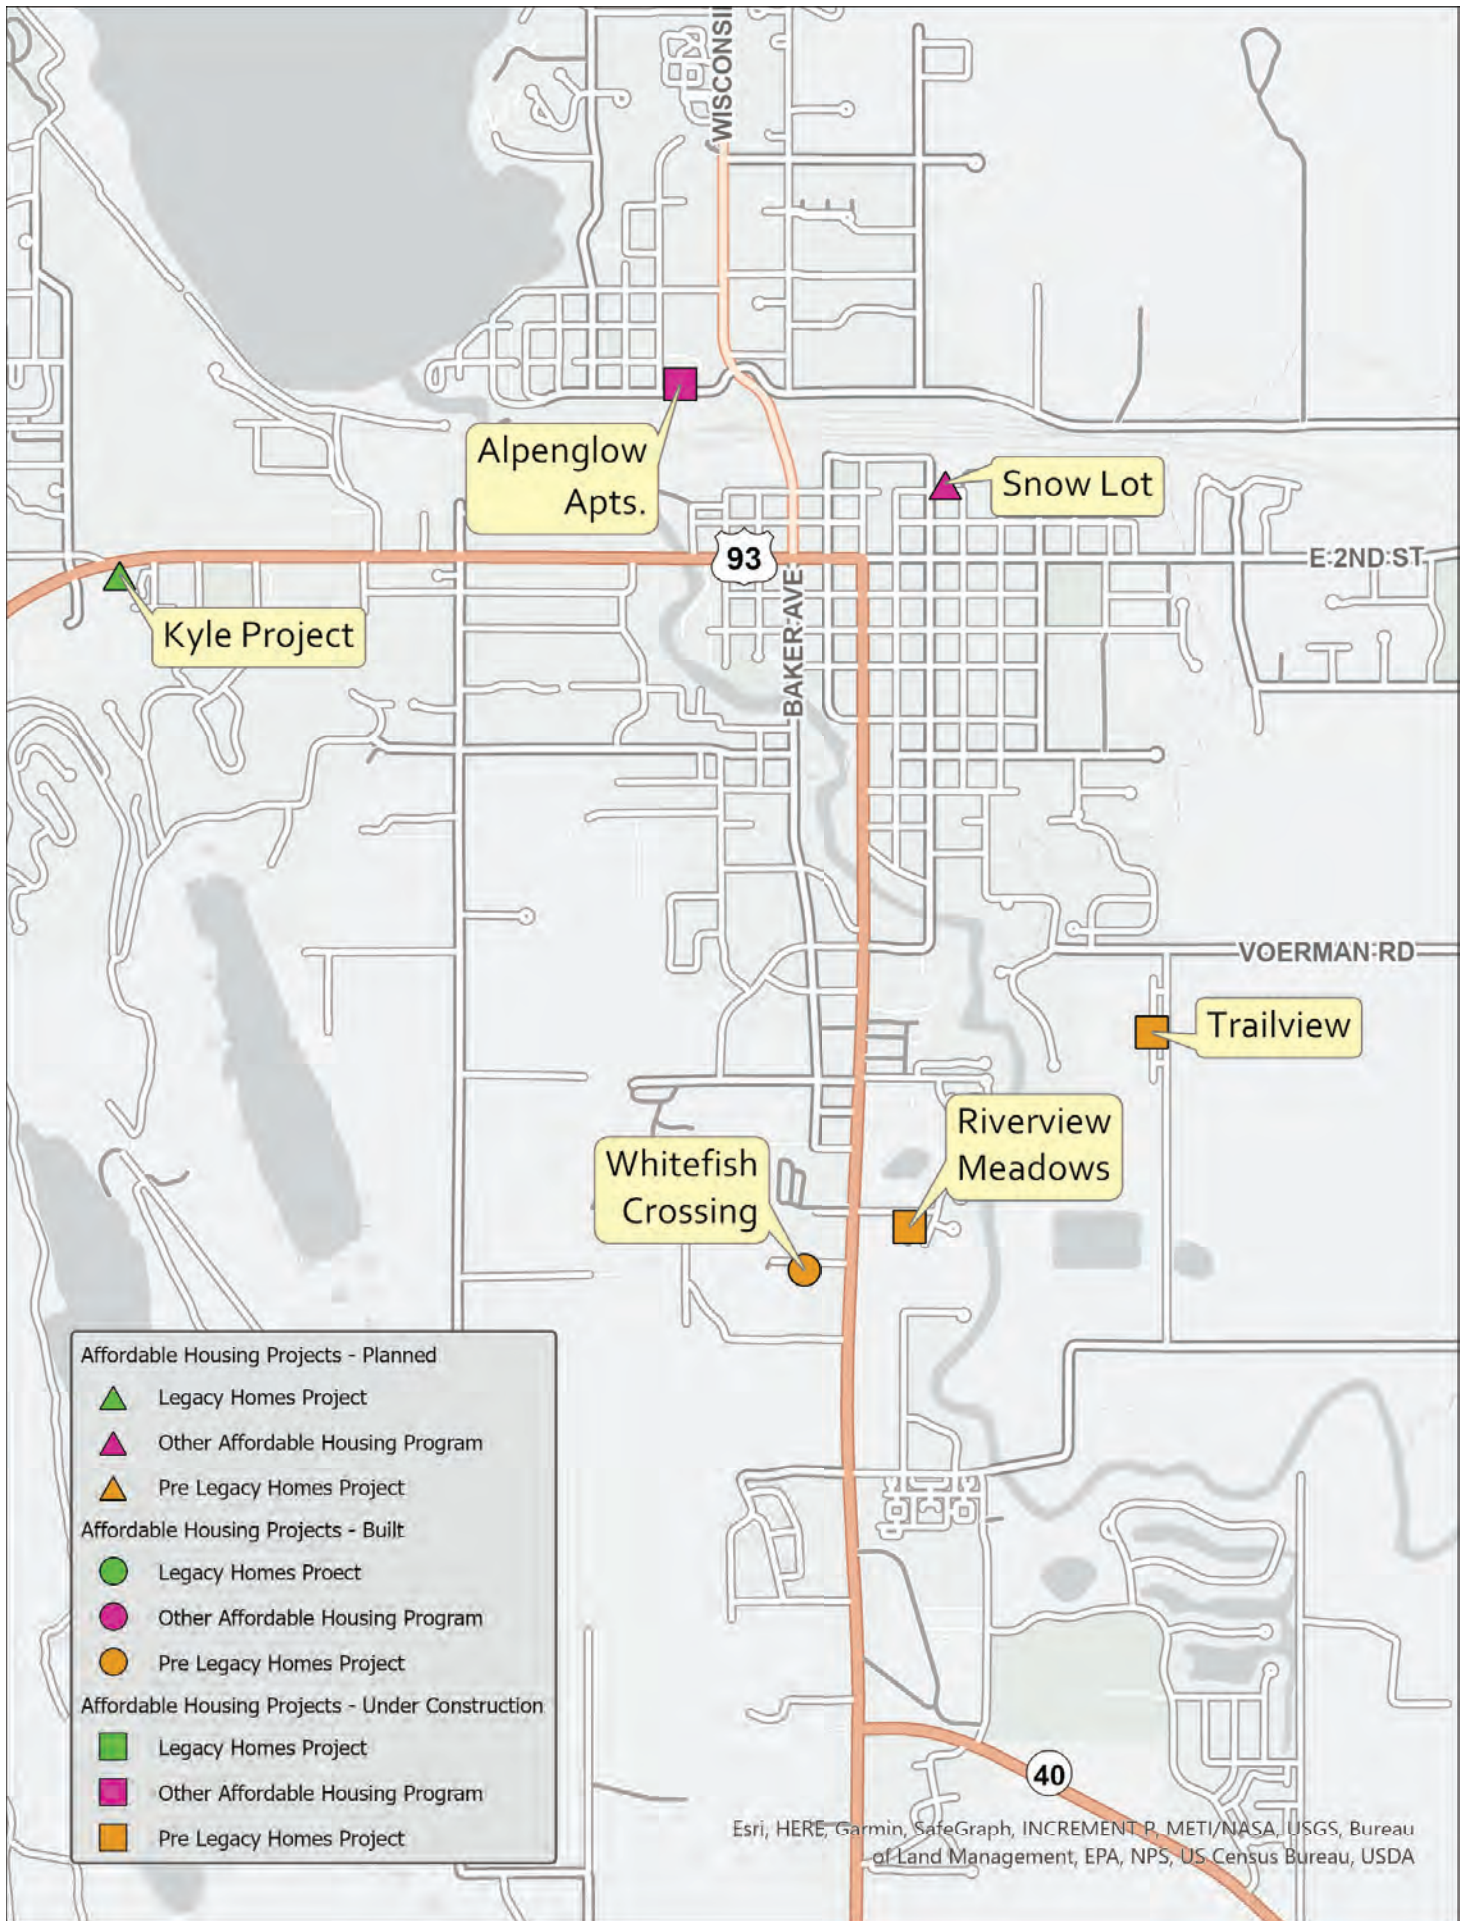 WISCONSI
Alpenglow
Apts.
Snow Lot
93
E 2ND ST
Kyle Project
BAKER AVE
VOERMAN RD
Trailview
Riverview
Meadows
Whitefish
Crossing
Affordable Housing Projects - Planned
Legacy Homes Project
Other Affordable Housing Program
Pre Legacy Homes Project
Affordable Housing Projects - Built
Legacy Homes Proect
Other Affordable Housing Program
Pre Legacy Homes Project
Affordable Housing Projects - Under Construction
Legacy Homes Project
Other Affordable Housing Program
Pre Legacy Homes Project
40
Esri, HERE, Garmin, SafeGraph, INCREMENT P, METI/NASA, USGS, Bureau
of Land Management, EPA, NPS, US Census Bureau, USDA